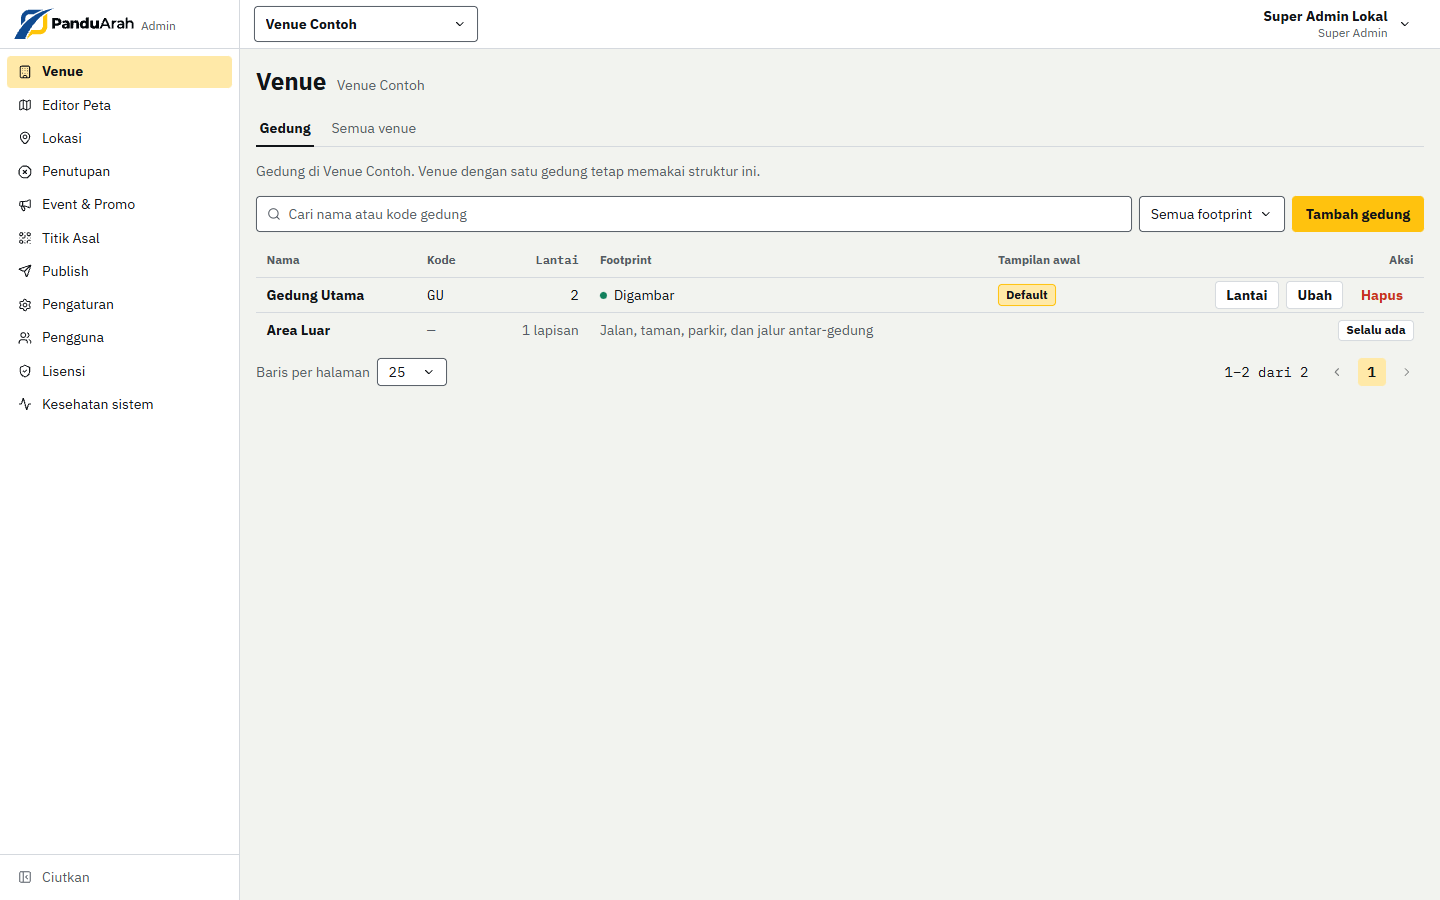 PanduArah Admin
Venue Contoh
Super Admin Lokal
Super Admin
Venue
Editor Peta
Lokasi
Penutupan
Event & Promo
Titik Asal
Publish
Pengaturan
Pengguna
Lisensi
Kesehatan sistem
Ciutkan
Venue Venue Contoh
Gedung Semua venue
Gedung di Venue Contoh. Venue dengan satu gedung tetap memakai struktur ini.
Cari nama atau kode gedung Semua footprint Tambah gedung
Nama Kode Lantai Footprint Tampilan awal Aksi
Gedung Utama GU 2 Digambar Default Lantai Ubah Hapus
Area Luar — 1 lapisan Jalan, taman, parkir, dan jalur antar-gedung Selalu ada
Baris per halaman 25 1–2 dari 2 1